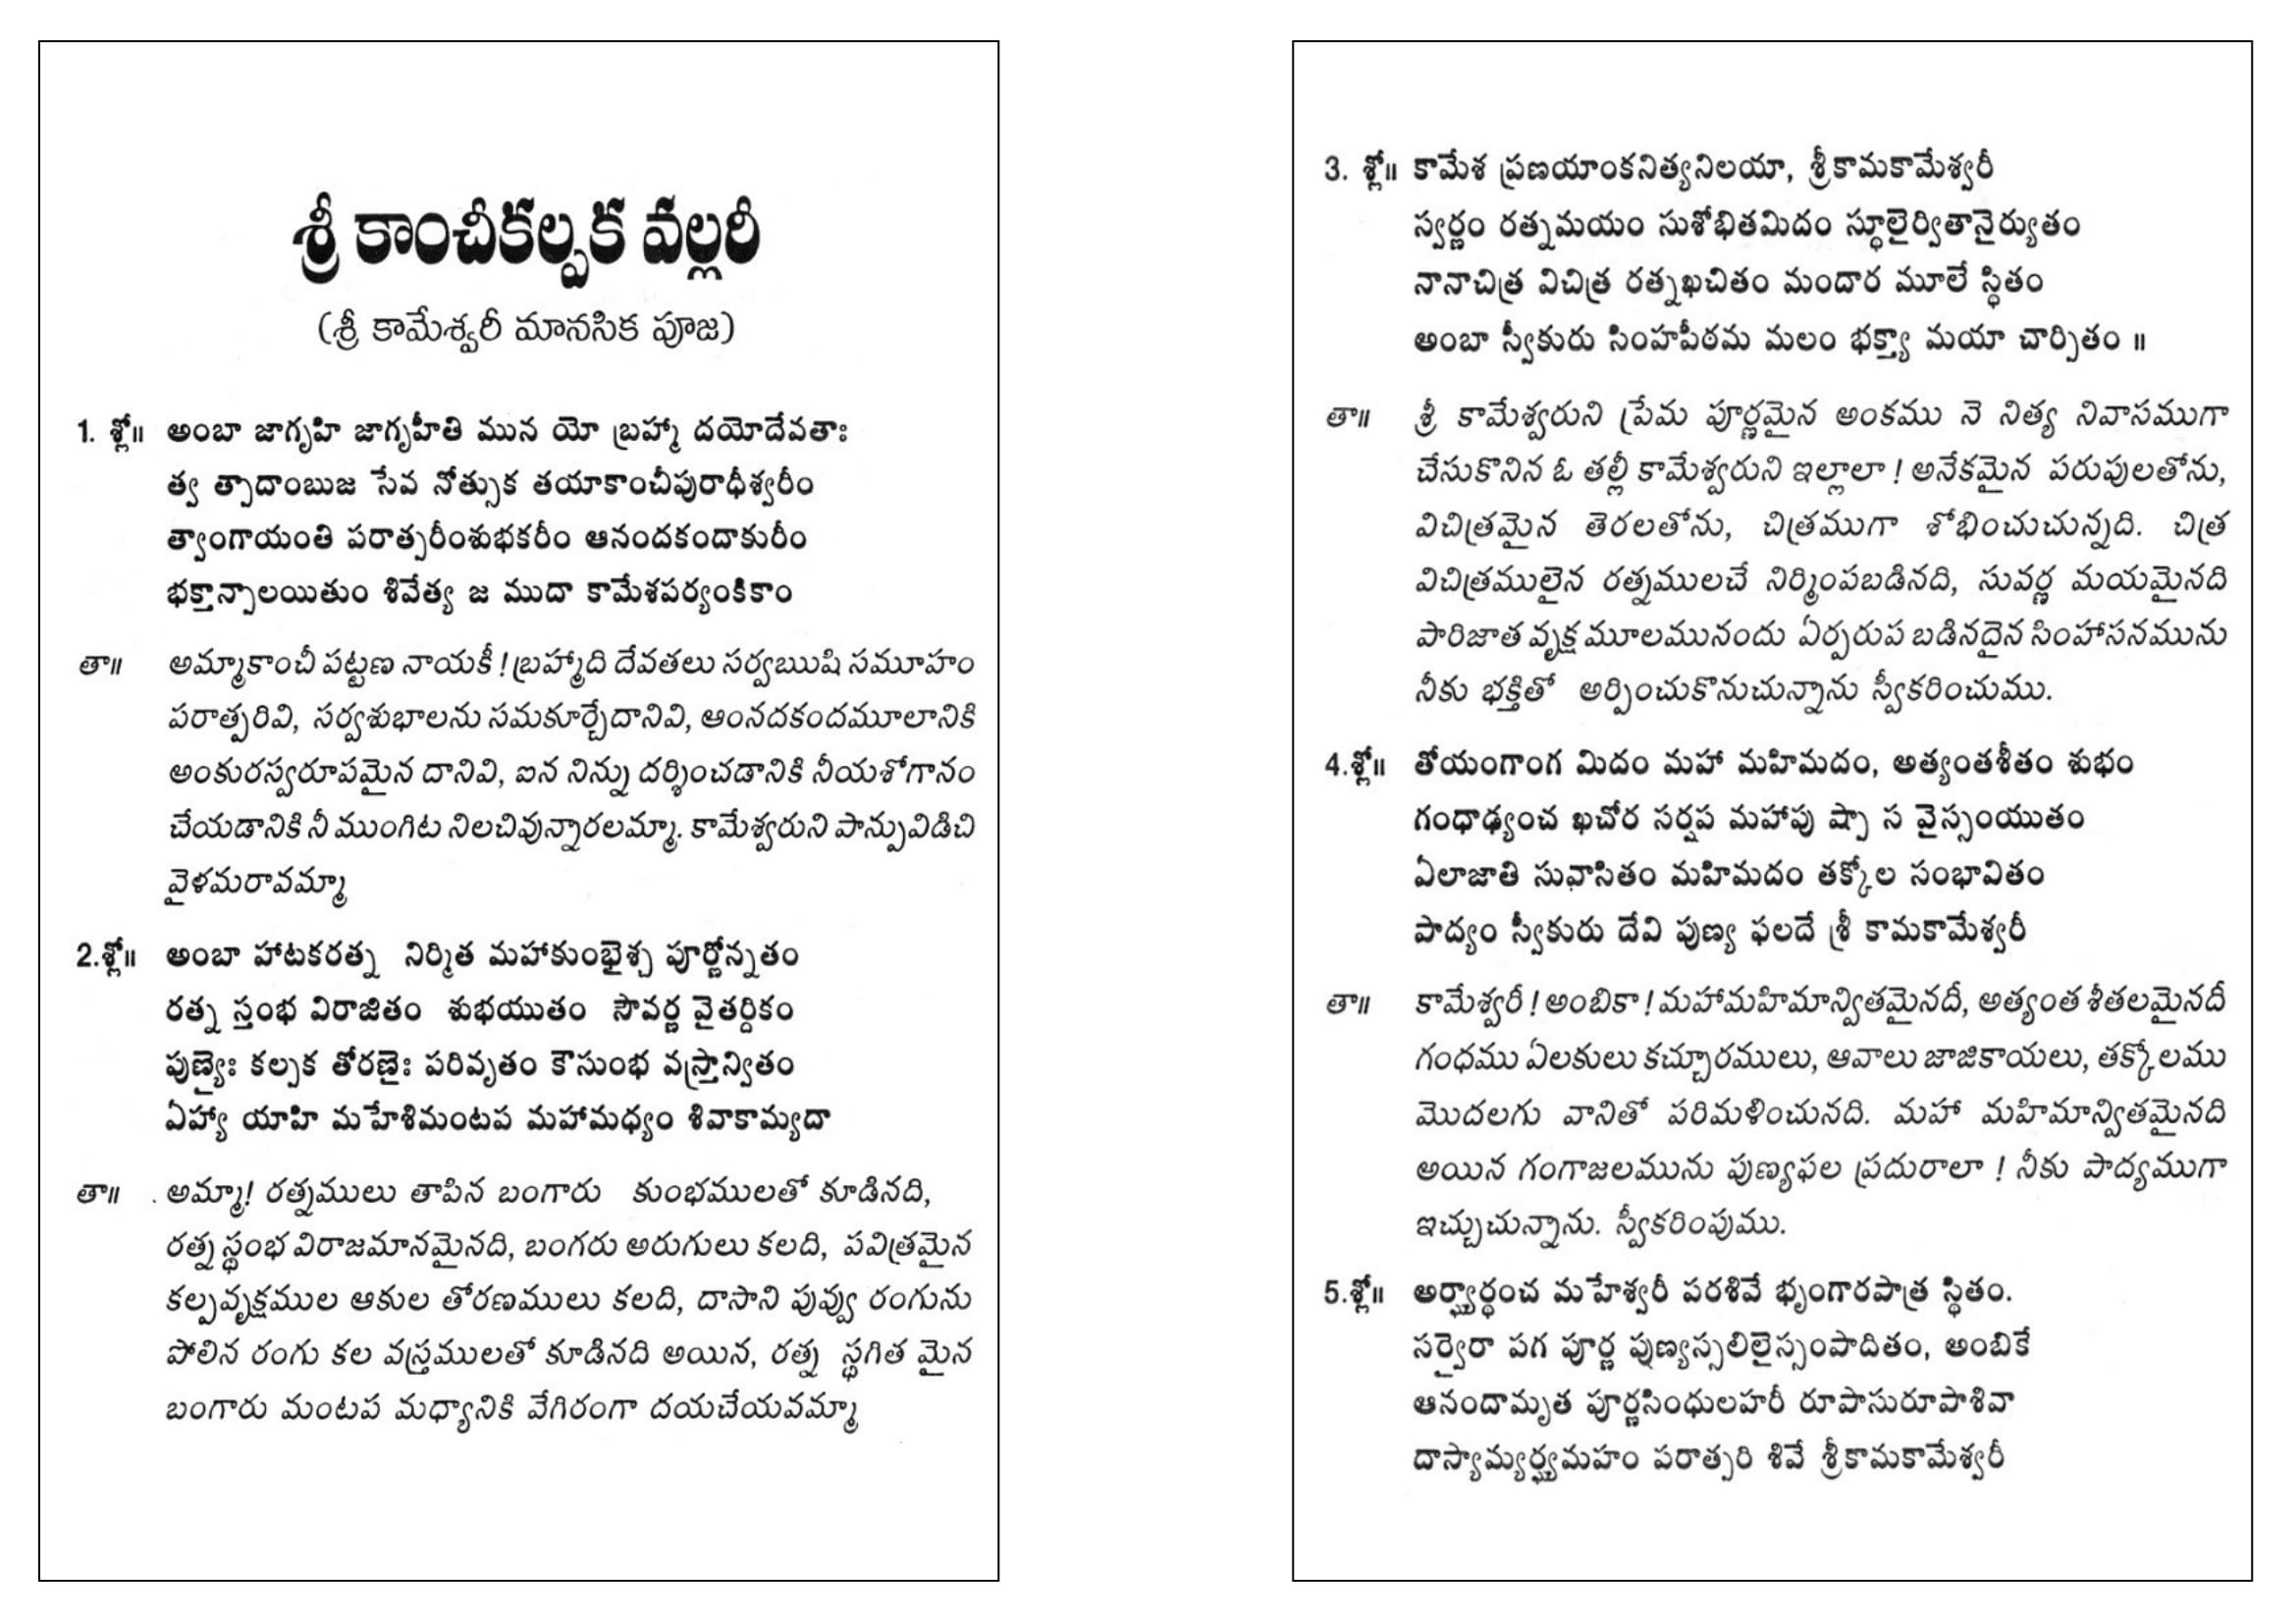 శ్రీ కాంచీకల్పక వల్లరీ
(శ్రీ కామేశ్వరీ మానసిక పూజ)
1. శ్లో॥ అంబా జాగృహి జాగృహీతి మున యో బ్రహ్మా దయోదేవతాః
త్వ త్పాదాంబుజ సేవ నోత్సుక తయాకాంచీపురాధీశ్వరీం
త్వాంగాయంతి పరాత్పరీంశుభకరీం ఆనందకందాకురీం
భక్తాన్పాలయితుం శివేత్య జ ముదా కామేశపర్యంకికాం
తా॥ అమ్మాకాంచీ పట్టణ నాయకీ ! బ్రహ్మాది దేవతలు సర్వఋషి సమూహం
పరాత్పరివి, సర్వశుభాలను సమకూర్చేదానివి, ఆంనదకందమూలానికి
అంకురస్వరూపమైన దానివి, ఐన నిన్ను దర్శించడానికి నీయశోగానం
చేయడానికి నీ ముంగిట నిలచివున్నారలమ్మా. కామేశ్వరుని పాన్పువిడిచి
వైళమరావమ్మా
2.శ్లో॥ అంబా హాటకరత్న నిర్మిత మహాకుంభైశ్చ పూర్ణోన్నతం
రత్న స్తంభ విరాజితం శుభయుతం సౌవర్ణ వైతర్దికం
పుణ్యైః కల్పక తోరణైః పరివృతం కౌసుంభ వస్త్రాన్వితం
ఏహ్యా యాహి మహేశిమంటప మహామధ్యం శివాకామ్యదా
తా॥ . అమ్మా! రత్నములు తాపిన బంగారు కుంభములతో కూడినది,
రత్న స్థంభ విరాజమానమైనది, బంగరు అరుగులు కలది, పవిత్రమైన
కల్పవృక్షముల ఆకుల తోరణములు కలది, దాసాని పువ్వు రంగును
పోలిన రంగు కల వస్త్రములతో కూడినది అయిన, రత్న స్థగిత మైన
బంగారు మంటప మధ్యానికి వేగిరంగా దయచేయవమ్మా
3. శ్లో॥ కామేశ ప్రణయాంకనిత్యనిలయా, శ్రీకామకామేశ్వరీ
స్వర్ణం రత్నమయం సుశోభితమిదం స్థూలైర్వితానైర్యుతం
నానాచిత్ర విచిత్ర రత్నఖచితం మందార మూలే స్థితం
అంబా స్వీకురు సింహపీఠమ మలం భక్త్యా మయా చార్పితం ॥
తా॥ శ్రీ కామేశ్వరుని ప్రేమ పూర్ణమైన అంకము నె నిత్య నివాసముగా
చేసుకొనిన ఓ తల్లీ కామేశ్వరుని ఇల్లాలా ! అనేకమైన పరుపులతోను,
విచిత్రమైన తెరలతోను, చిత్రముగా శోభించుచున్నది. చిత్ర
విచిత్రములైన రత్నములచే నిర్మింపబడినది, సువర్ణ మయమైనది
పారిజాత వృక్ష మూలమునందు ఏర్పరుప బడినదైన సింహాసనమును
నీకు భక్తితో అర్పించుకొనుచున్నాను స్వీకరించుము.
4.శ్లో॥ తోయంగాంగ మిదం మహా మహిమదం, అత్యంతశీతం శుభం
గంధాఢ్యంచ ఖచోర సర్షప మహాపు ష్పా స వైస్సంయుతం
ఏలాజాతి సువాసితం మహిమదం తక్కోల సంభావితం
పాద్యం స్వీకురు దేవి పుణ్య ఫలదే శ్రీ కామకామేశ్వరీ
తా॥ కామేశ్వరీ ! అంబికా ! మహామహిమాన్వితమైనదీ, అత్యంత శీతలమైనదీ
గంధము ఏలకులు కచ్చూరములు, ఆవాలు జాజికాయలు, తక్కోలము
మొదలగు వానితో పరిమళించునది. మహా మహిమాన్వితమైనది
అయిన గంగాజలమును పుణ్యఫల ప్రదురాలా ! నీకు పాద్యముగా
ఇచ్చుచున్నాను. స్వీకరింపుము.
5.శ్లో॥ అర్ఘ్యార్థంచ మహేశ్వరీ పరశివే భృంగారపాత్ర స్థితం.
సర్వైరా పగ పూర్ణ పుణ్యస్సలిలైస్సంపాదితం, అంబికే
ఆనందామృత పూర్ణసింధులహరీ రూపాసురూపాశివా
దాస్యామ్యర్ఘ్యమహం పరాత్పరి శివే శ్రీకామకామేశ్వరీ